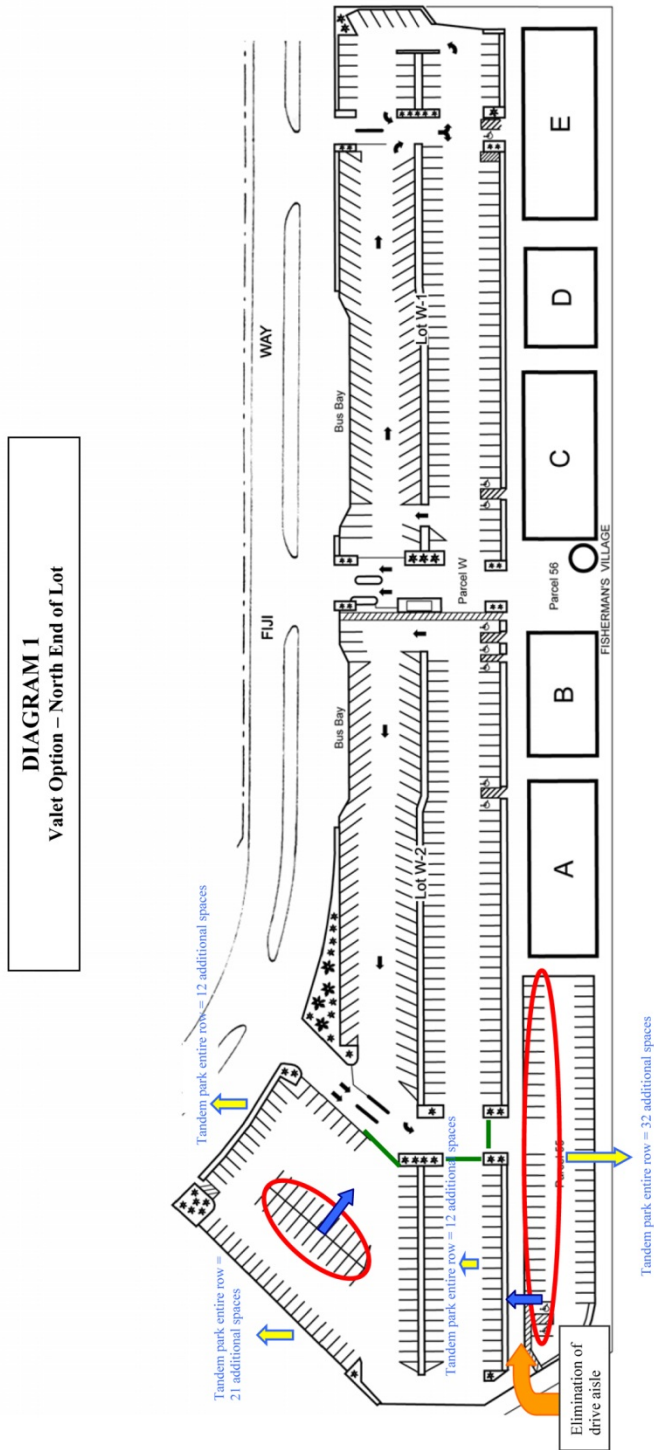 DIAGRAM 1
Valet Option – North End of Lot
FIJI
WAY
Bus Bay
Bus Bay
Lot W-1
Lot W-2
Parcel W
Parcel 56
FISHERMAN'S VILLAGE
E
D
C
B
A
Parcel 55
Tandem park entire row = 12 additional spaces
Tandem park entire row =
21 additional spaces
Tandem park entire row = 12 additional spaces
Tandem park entire row = 32 additional spaces
Elimination of
drive aisle